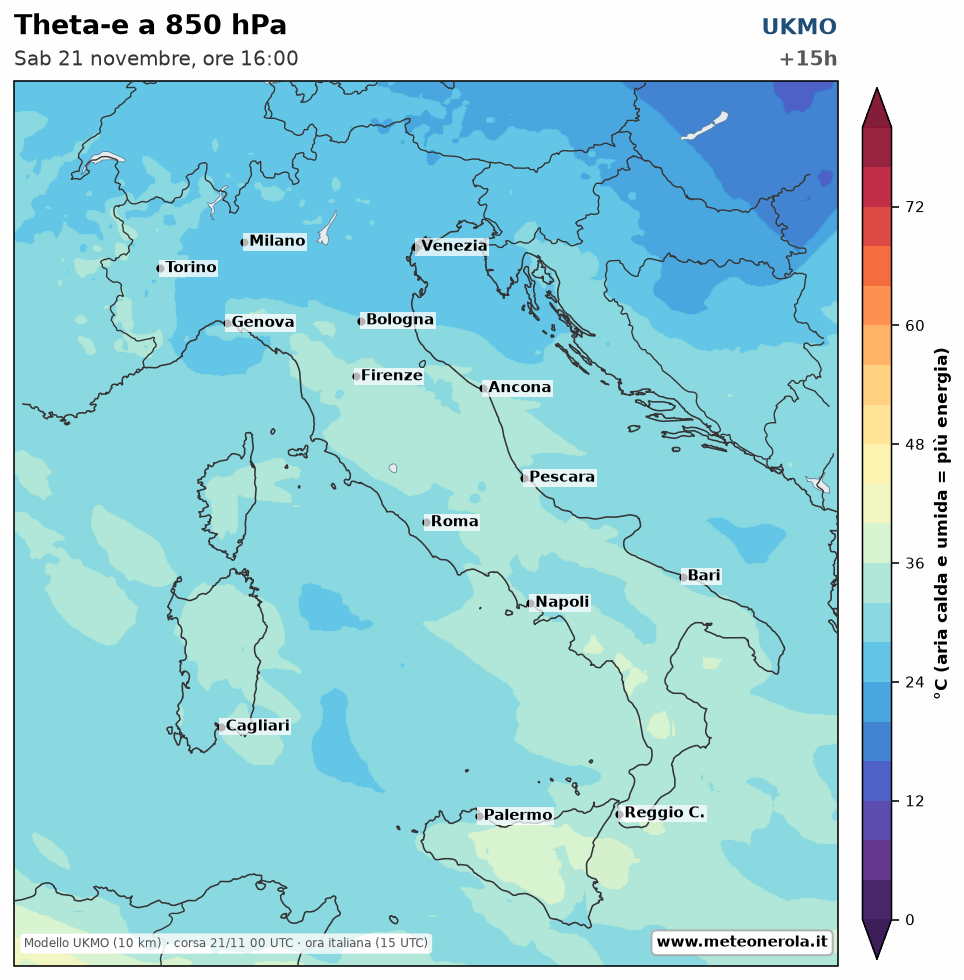 Theta-e a 850 hPa
UKMO
Sab 21 novembre, ore 16:00
+15h
Milano
Venezia
Torino
Genova
Bologna
Firenze
Ancona
Pescara
Roma
Bari
Napoli
Cagliari
Palermo
Reggio C.
72
60
48
36
24
12
0
°C (aria calda e umida = più energia)
Modello UKMO (10 km) · corsa 21/11 00 UTC · ora italiana (15 UTC)
www.meteonerola.it